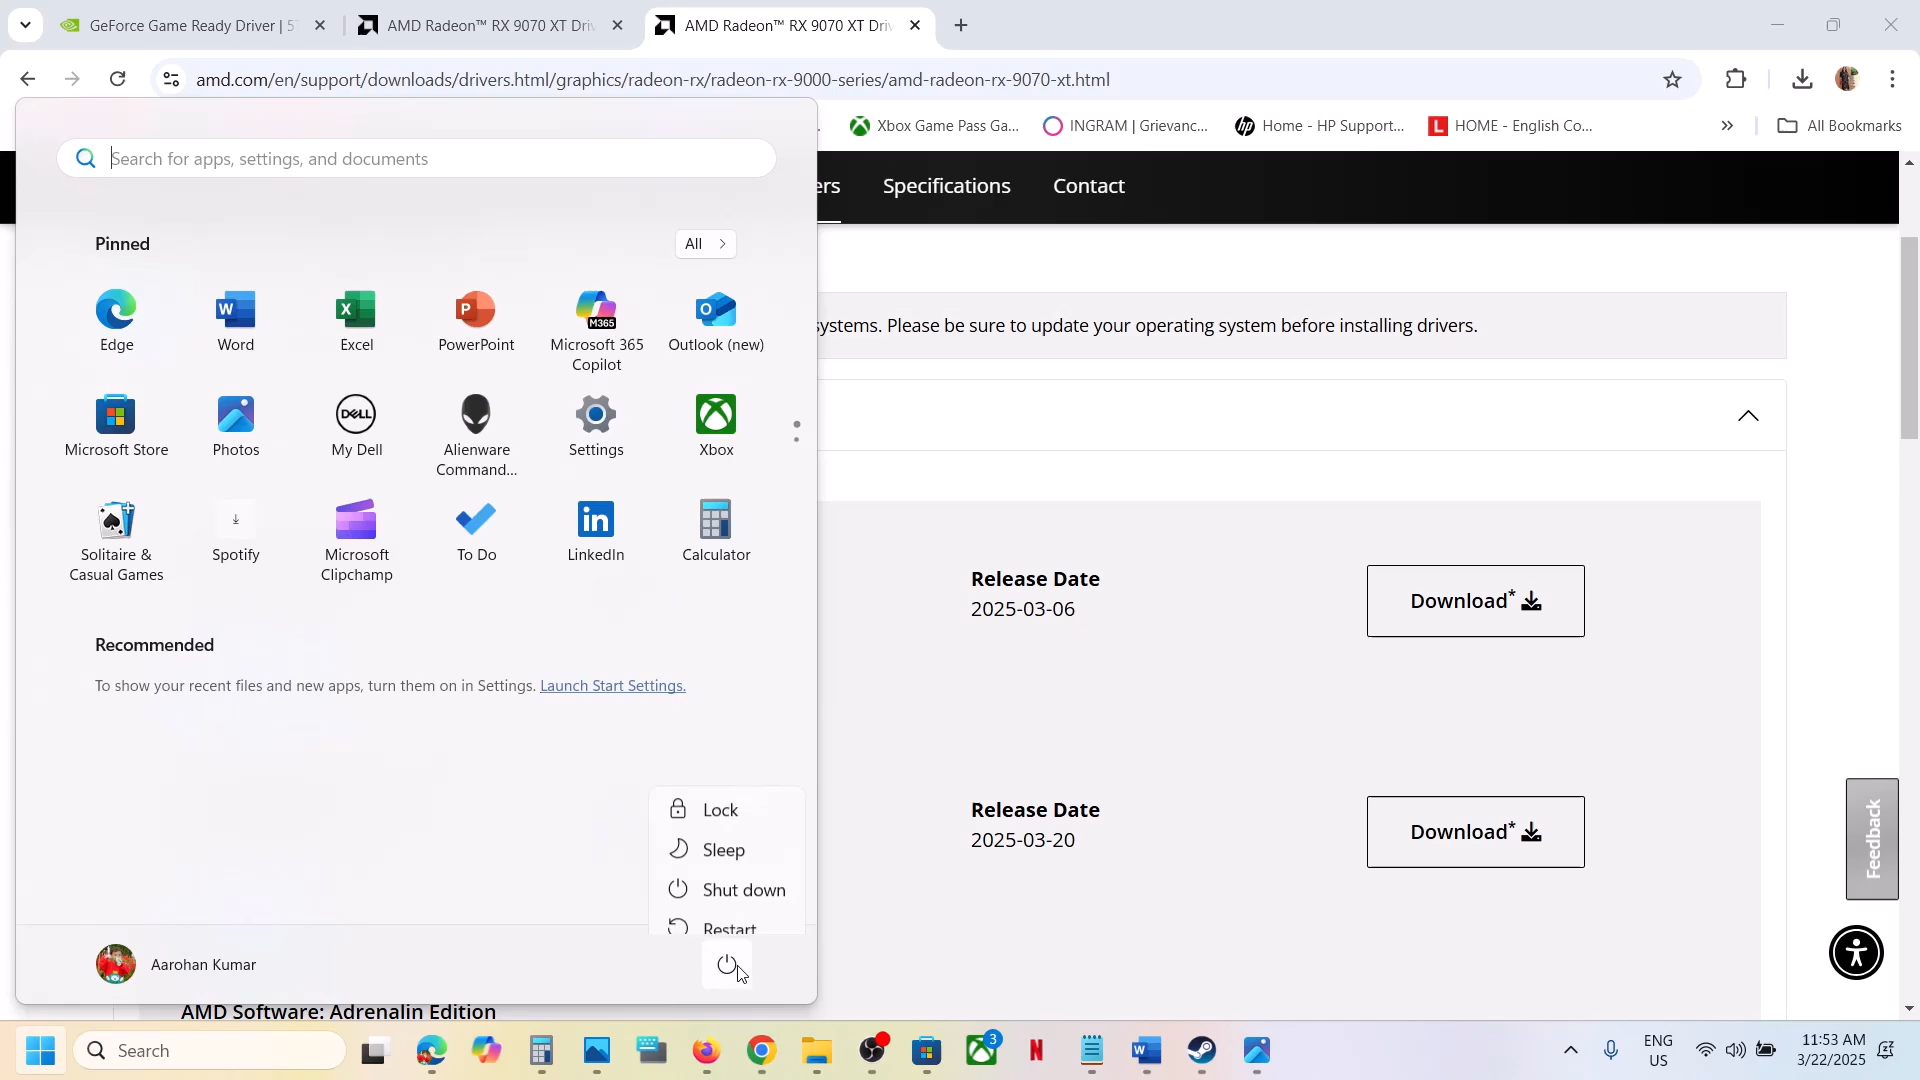 GeForce Game Ready Driver | 57
AMD Radeon™ RX 9070 XT Driv
AMD Radeon™ RX 9070 XT Driv
amd.com/en/support/downloads/drivers.html/graphics/radeon-rx/radeon-rx-9000-series/amd-radeon-rx-9070-xt.html
Xbox Game Pass Ga...
INGRAM | Grievanc...
Home - HP Support...
HOME - English Co...
All Bookmarks
Search for apps, settings, and documents
ers
Specifications
Contact
Pinned
All
Edge
Word
Excel
PowerPoint
Microsoft 365
Copilot
Outlook (new)
systems. Please be sure to update your operating system before installing drivers.
Microsoft Store
Photos
My Dell
Alienware
Command...
Settings
Xbox
Solitaire &
Casual Games
Spotify
Microsoft
Clipchamp
To Do
LinkedIn
Calculator
Release Date
2025-03-06
Download*
Recommended
To show your recent files and new apps, turn them on in Settings. Launch Start Settings.
Lock
Sleep
Shut down
Restart
Release Date
2025-03-20
Download*
Feedback
Aarohan Kumar
AMD Software: Adrenalin Edition
Search
3
ENG
US
11:53 AM
3/22/2025